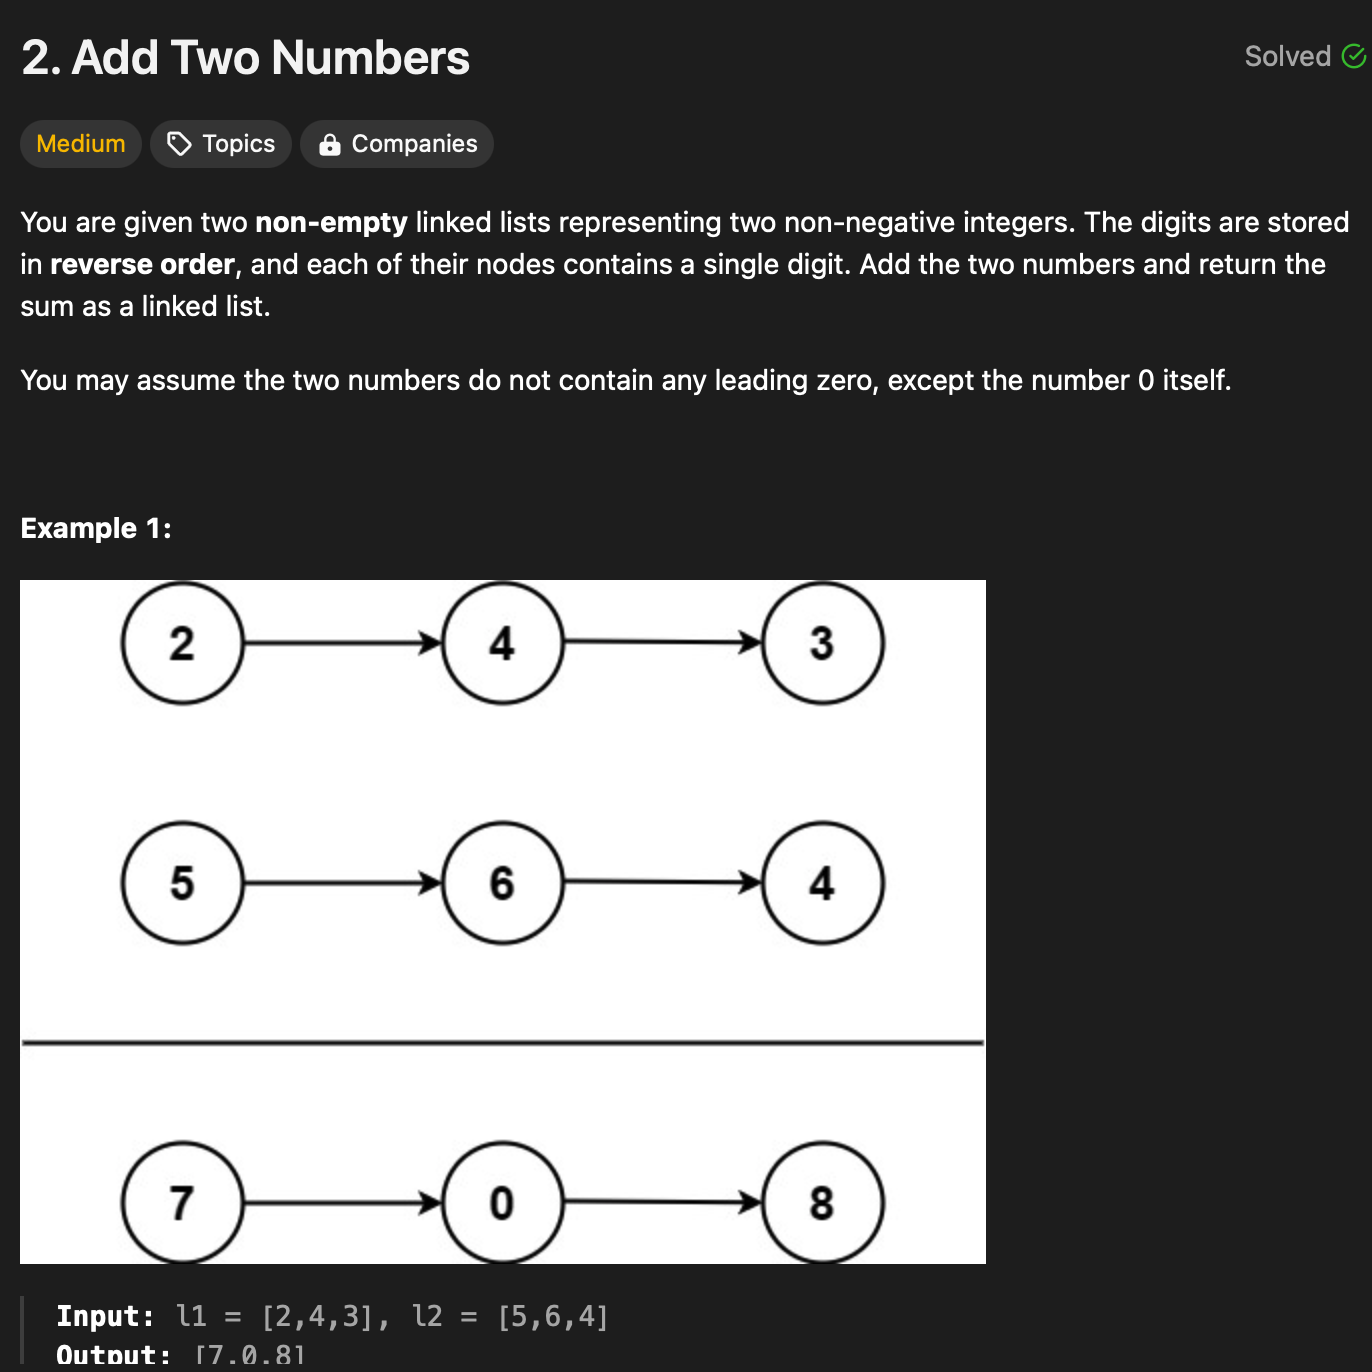 2. Add Two Numbers
Solved
Medium Topics Companies
You are given two non-empty linked lists representing two non-negative integers. The digits are stored
in reverse order, and each of their nodes contains a single digit. Add the two numbers and return the
sum as a linked list.
You may assume the two numbers do not contain any leading zero, except the number 0 itself.
Example 1:
2 4 3
5 6 4
7 0 8
Input: l1 = [2,4,3], l2 = [5,6,4]
Output: [7,0,8]